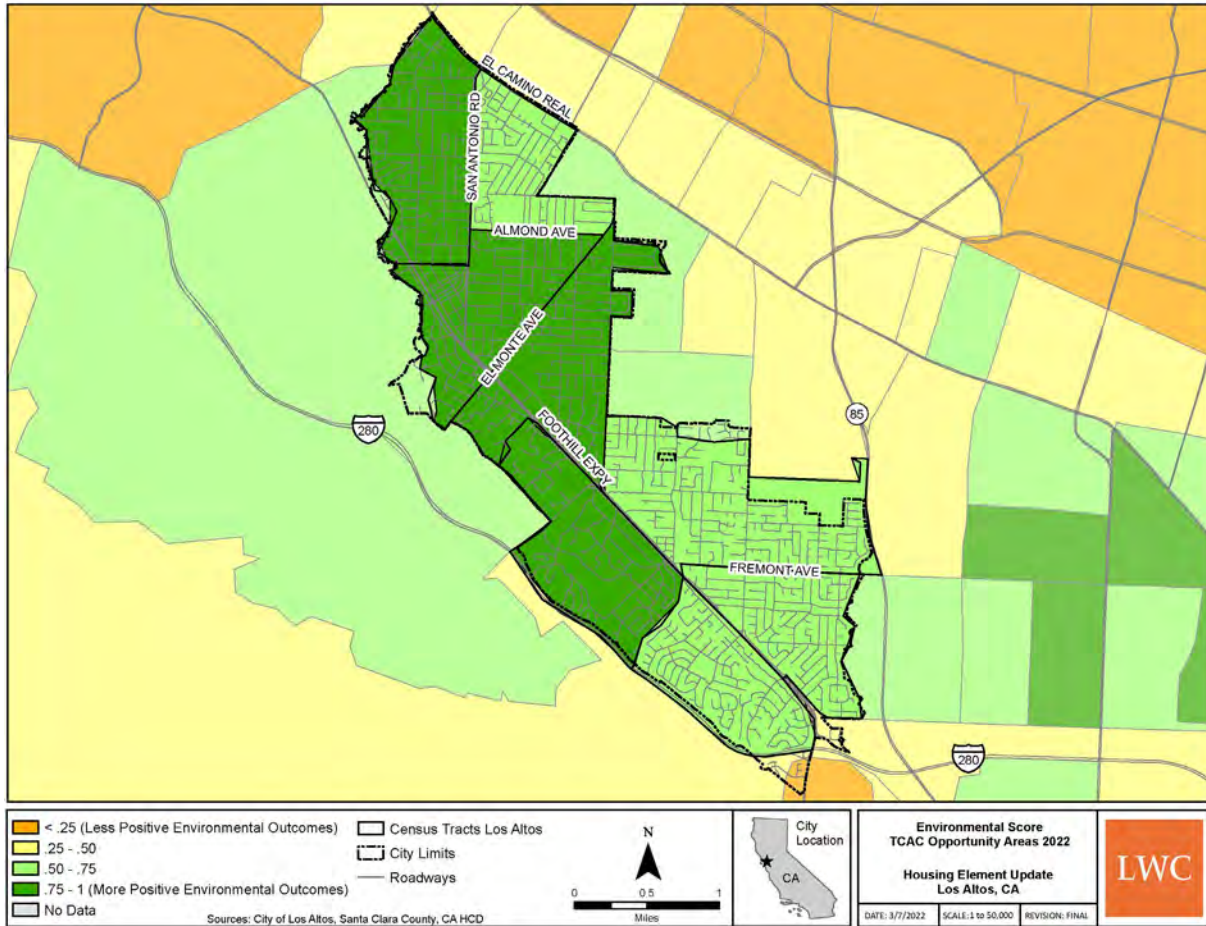 EL CAMINO REAL
SAN ANTONIO RD
ALMOND AVE
EL MONTE AVE
FOOTHILL EXPY
280
85
FREMONT AVE
280
< .25 (Less Positive Environmental Outcomes)
.25 - .50
.50 - .75
.75 - 1 (More Positive Environmental Outcomes)
No Data
Census Tracts Los Altos
City Limits
Roadways
Sources: City of Los Altos, Santa Clara County, CA HCD
N
0 0.5 1
Miles
City
Location
CA
Environmental Score
TCAC Opportunity Areas 2022
Housing Element Update
Los Altos, CA
DATE: 3/7/2022 SCALE: 1 to 50,000 REVISION: FINAL
LWC